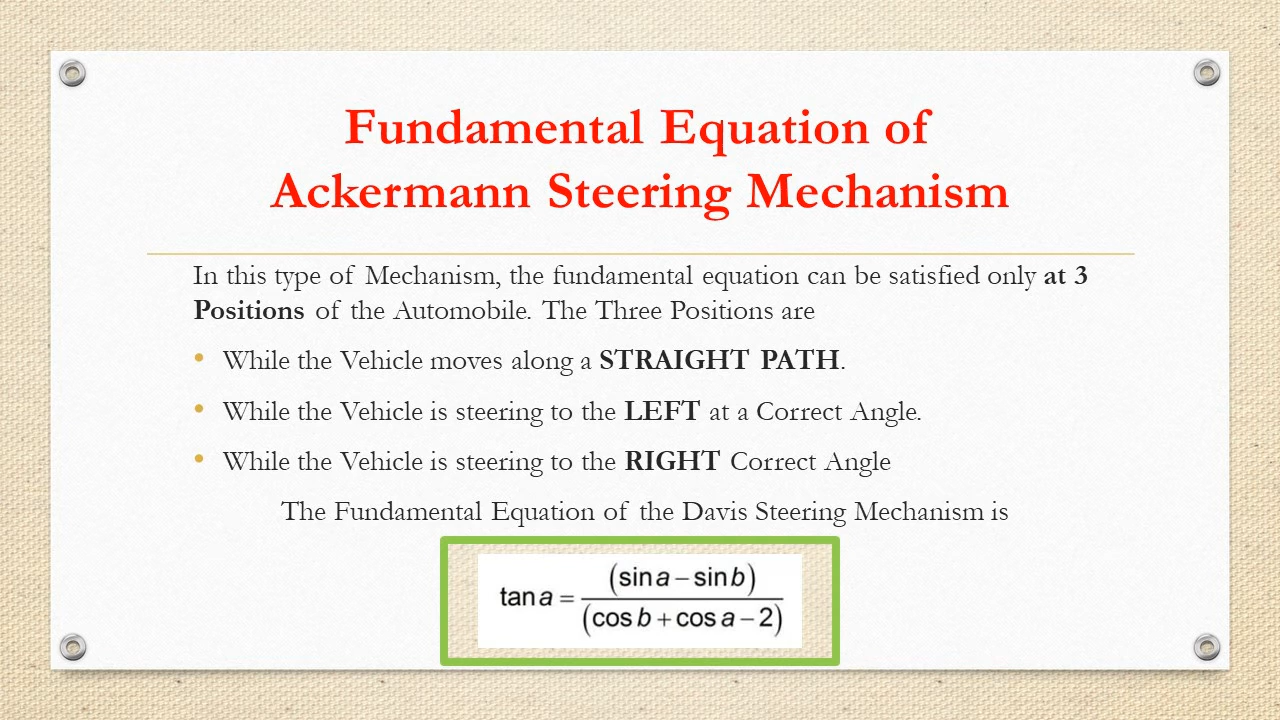 Fundamental Equation of
Ackermann Steering Mechanism
In this type of Mechanism, the fundamental equation can be satisfied only at 3
Positions of the Automobile. The Three Positions are
• While the Vehicle moves along a STRAIGHT PATH.
• While the Vehicle is steering to the LEFT at a Correct Angle.
• While the Vehicle is steering to the RIGHT Correct Angle
The Fundamental Equation of the Davis Steering Mechanism is
tan a = (sin a – sin b) / (cos b + cos a – 2)